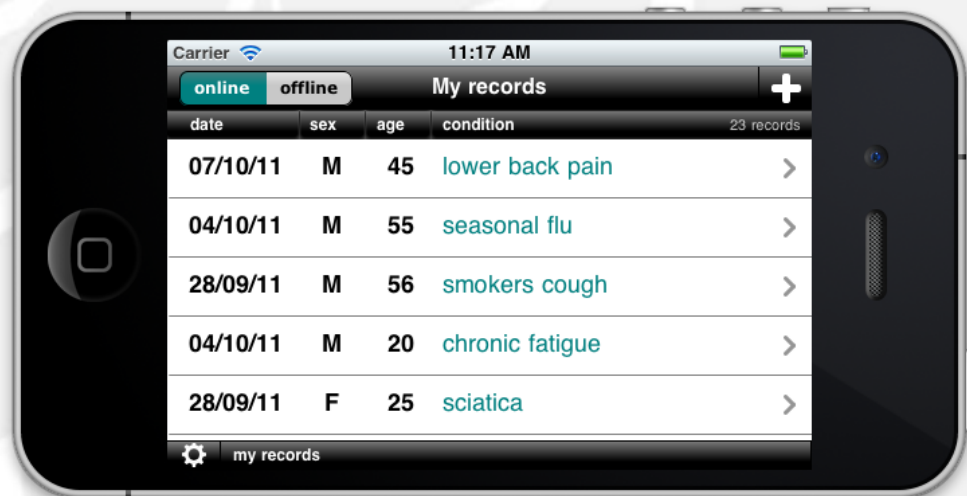 Carrier 11:17 AM
online offline My records
date sex age condition 23 records
07/10/11 M 45 lower back pain
04/10/11 M 55 seasonal flu
28/09/11 M 56 smokers cough
04/10/11 M 20 chronic fatigue
28/09/11 F 25 sciatica
my records